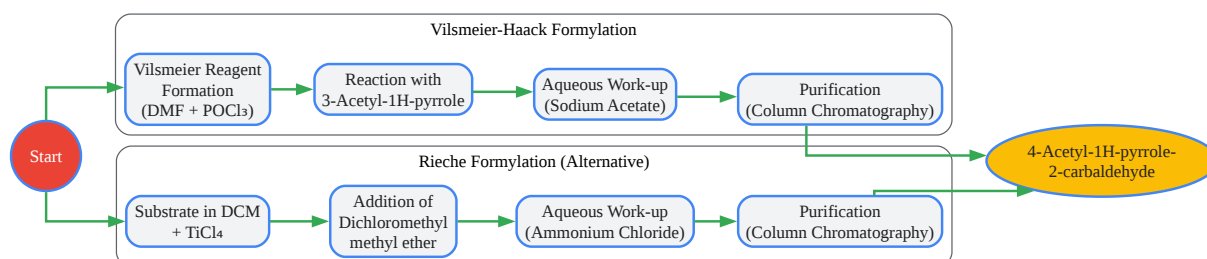 Vilsmeier-Haack Formylation
Vilsmeier Reagent
Formation
(DMF + POCl₃)
Reaction with
3-Acetyl-1H-pyrrole
Aqueous Work-up
(Sodium Acetate)
Purification
(Column Chromatography)
Start
Rieche Formylation (Alternative)
Substrate in DCM
+ TiCl₄
Addition of
Dichloromethyl
methyl ether
Aqueous Work-up
(Ammonium Chloride)
Purification
(Column Chromatography)
4-Acetyl-1H-pyrrole-
2-carbaldehyde